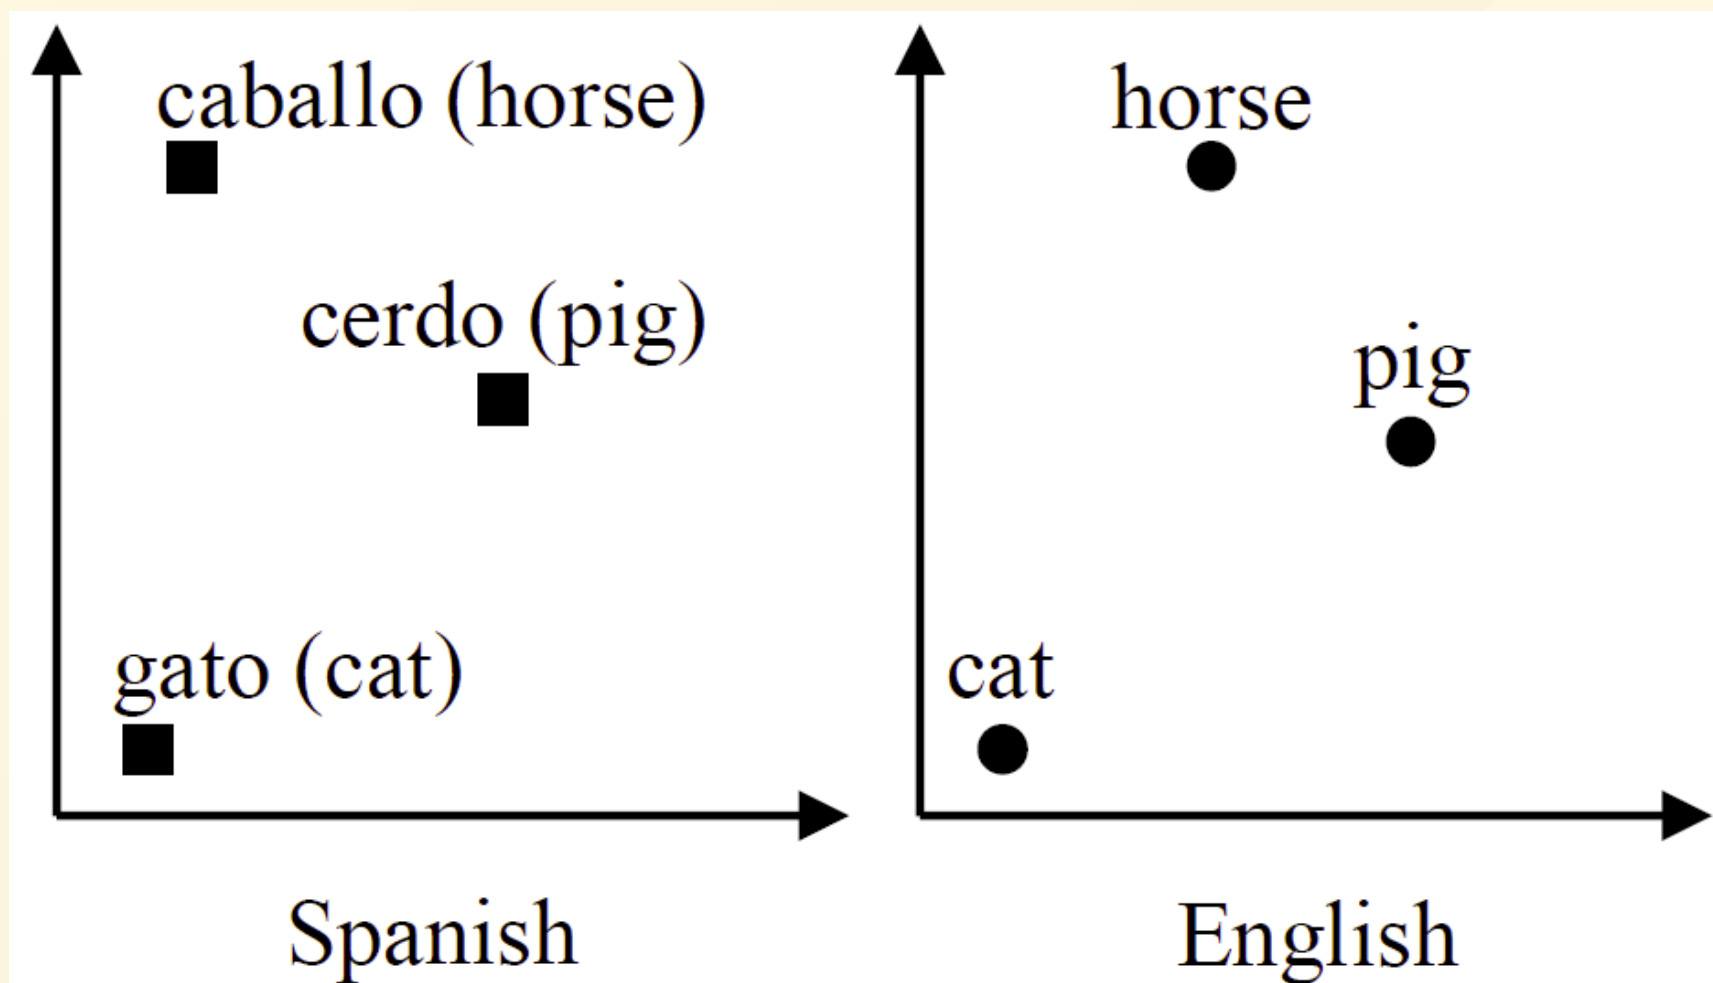 caballo (horse)
cerdo (pig)
gato (cat)
Spanish
horse
pig
cat
English